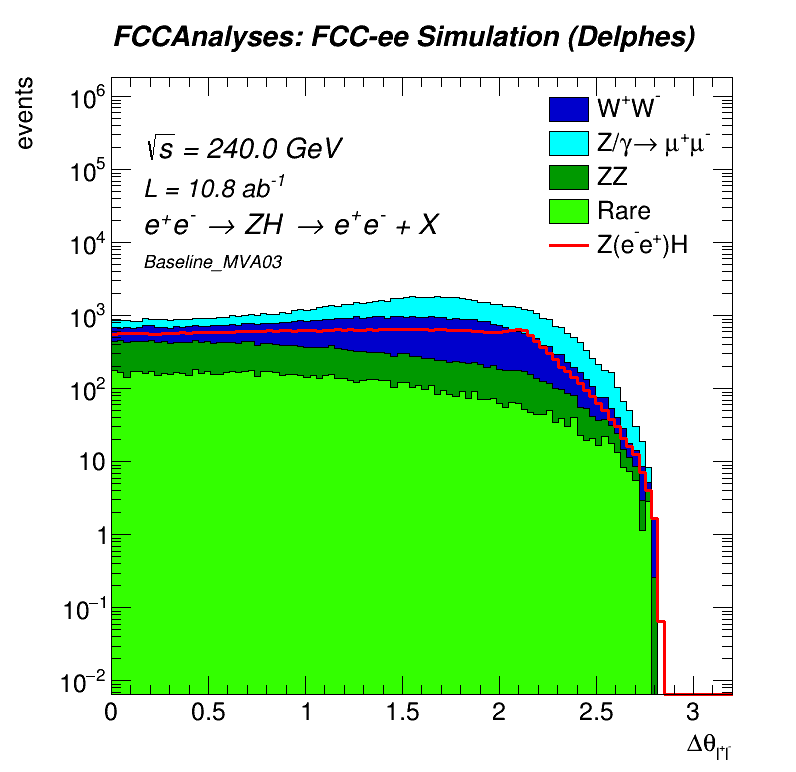 FCCAnalyses: FCC-ee Simulation (Delphes)
events
√s = 240.0 GeV
L = 10.8 ab⁻¹
e⁺e⁻ → ZH → e⁺e⁻ + X
Baseline_MVA03
W⁺W⁻
Z/γ→ μ⁺μ⁻
ZZ
Rare
Z(e⁻e⁺)H
10⁶
10⁵
10⁴
10³
10²
10
1
10⁻¹
10⁻²
0 0.5 1 1.5 2 2.5 3
Δθ_{l⁺l⁻}